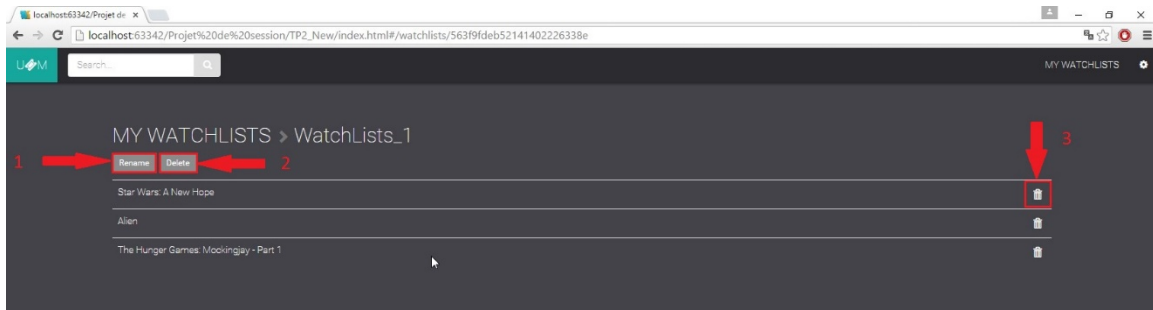 localhost:63342/Projet de
localhost:63342/Projet%20de%20session/TP2_New/index.html#/watchlists/563f9fdeb52141402226338e
Search...
MY WATCHLISTS
MY WATCHLISTS > WatchLists_1
1 Rename Delete 2
3
Star Wars: A New Hope
Alien
The Hunger Games: Mockingjay - Part 1